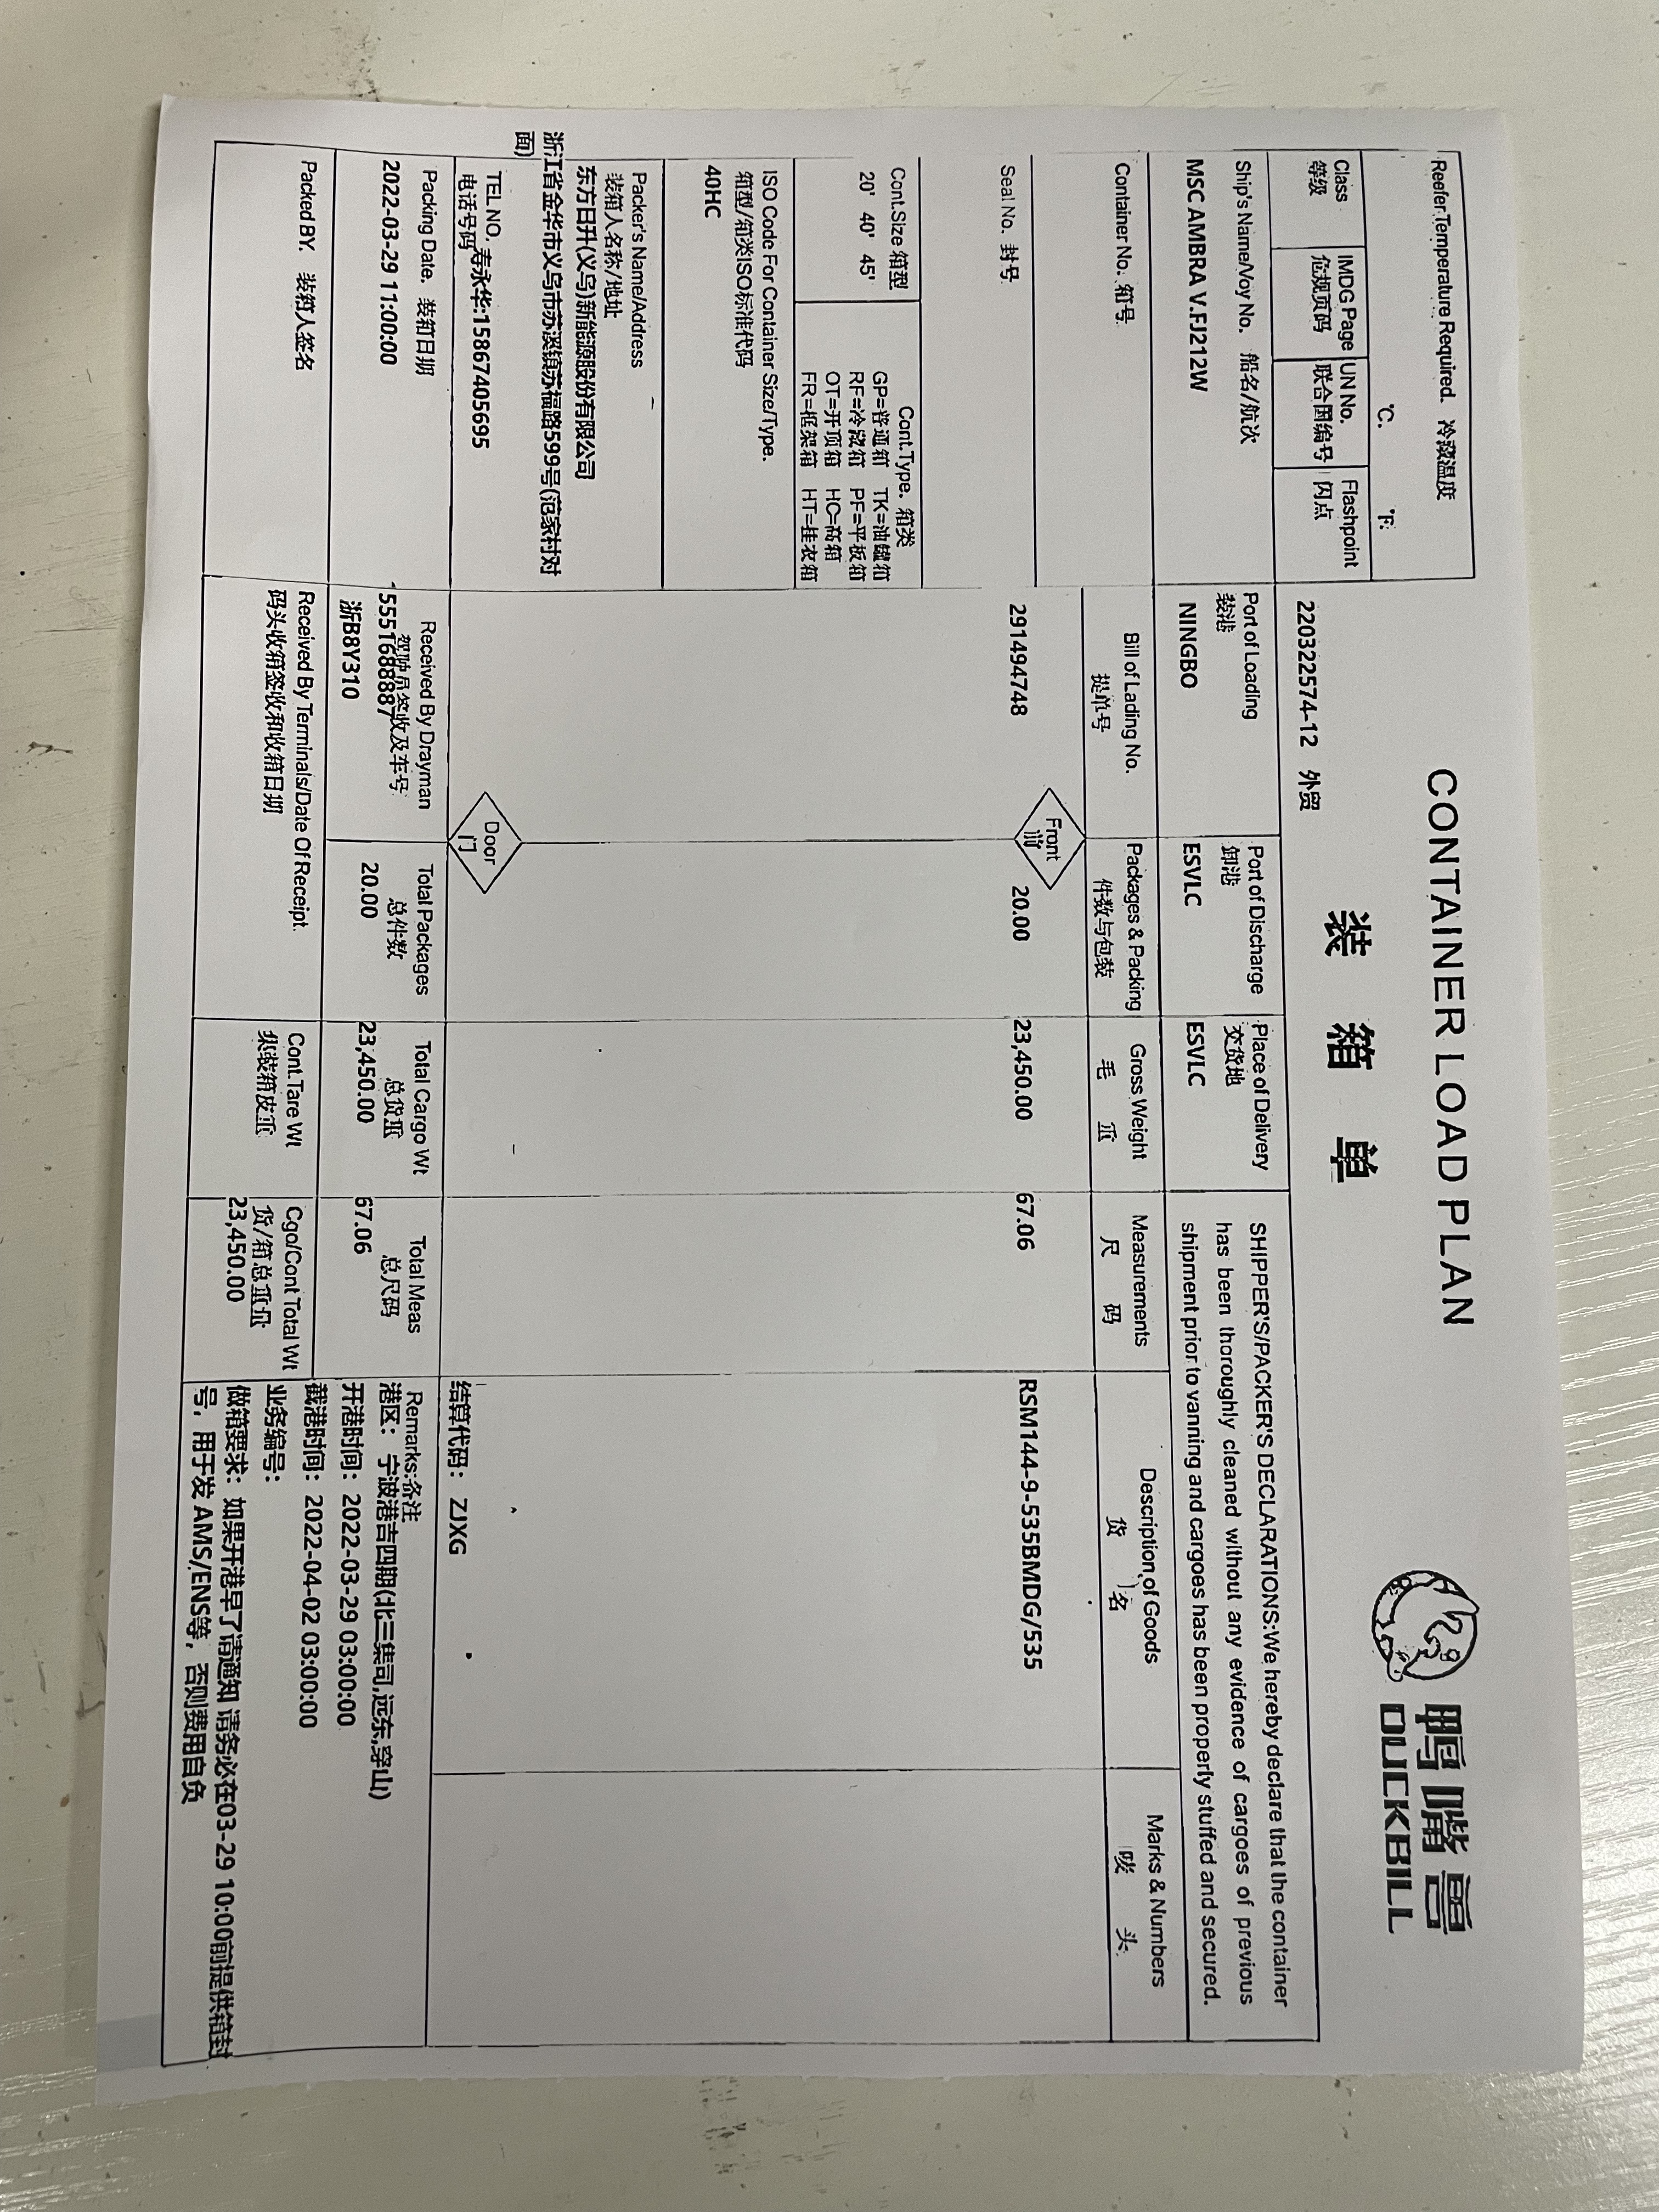 CONTAINER LOAD PLAN
装 箱 单
鸭嘴兽
DUCKBILL
Reefer Temperature Required. 冷藏温度
℃. ℉.
Class 等级
IMDG Page 危规页码
UN No. 联合国编号
Flashpoint 闪点
220322574-12 外贸
SHIPPER'S/PACKER'S DECLARATIONS:We hereby declare that the container
has been thoroughly cleaned without any evidence of cargoes of previous
shipment prior to vanning and cargoes has been properly stuffed and secured.
Ship's Name/Voy No. 船名/航次
MSC AMBRA V.FJ212W
Port of Loading
装港
NINGBO
Port of Discharge
卸港
ESVLC
Place of Delivery
交货地
ESVLC
Container No. 箱号
Bill of Lading No.
提单号
Packages & Packing
件数与包装
Gross Weight
毛 重
Measurements
尺 码
Description of Goods
货 名
Marks & Numbers
唛 头
Seal No. 封号
291494748
Front
前
20.00
23,450.00
67.06
RSM144-9-535BMDG/535
Cont.Size 箱型
20' 40' 45'
Cont.Type. 箱类
GP=普通箱 TK=油罐箱
RF=冷藏箱 PF=平板箱
OT=开顶箱 HC=高箱
FR=框架箱 HT=挂衣箱
ISO Code For Container Size/Type.
箱型/箱类ISO标准代码
40HC
Packer's Name/Address
装箱人名称/地址
东方日升(义乌)新能源股份有限公司
浙江省金华市义乌市苏溪镇苏福路599号(范家村对
面)
TEL NO.
电话号码
寿永华:15867405695
Door
门
结算代码： ZJXG
Packing Date. 装箱日期
2022-03-29 11:00:00
Received By Drayman
驾驶员签收及车号
15551688887
浙B8Y310
Total Packages
总件数
20.00
Total Cargo Wt
总货重
23,450.00
Total Meas
总尺码
67.06
Remarks:备注
港区： 宁波港吉四期(北三集司,远东,穿山)
开港时间：2022-03-29 03:00:00
截港时间：2022-04-02 03:00:00
业务编号：
做箱要求：如果开港早了请通知 请务必在03-29 10:00前提供箱封
号，用于发 AMS/ENS等，否则费用自负
Packed BY. 装箱人签名
Received By Terminals/Date Of Receipt.
码头收箱签收和收箱日期
Cont.Tare Wt
集装箱皮重
Cgo/Cont Total Wt
货/箱总重量
23,450.00